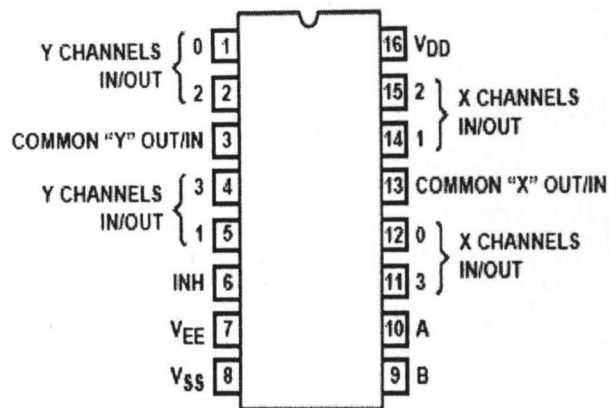 Y CHANNELS
IN/OUT
0 1
2 2
COMMON “Y” OUT/IN 3
Y CHANNELS
IN/OUT
3 4
1 5
INH 6
VEE 7
VSS 8
16 VDD
15 2
14 1
X CHANNELS
IN/OUT
13 COMMON “X” OUT/IN
12 0
11 3
X CHANNELS
IN/OUT
10 A
9 B